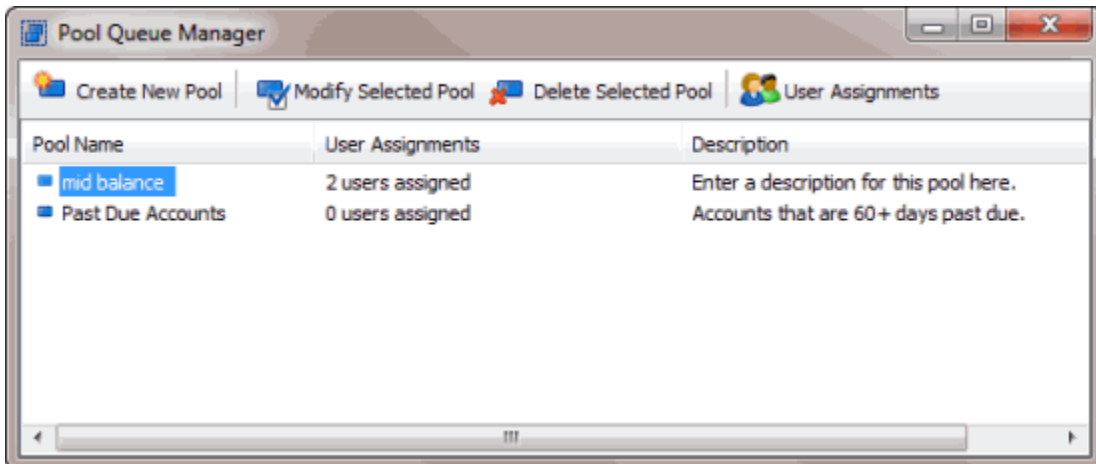 Pool Queue Manager
Create New Pool Modify Selected Pool Delete Selected Pool User Assignments
Pool Name User Assignments Description
mid balance 2 users assigned Enter a description for this pool here.
Past Due Accounts 0 users assigned Accounts that are 60+ days past due.